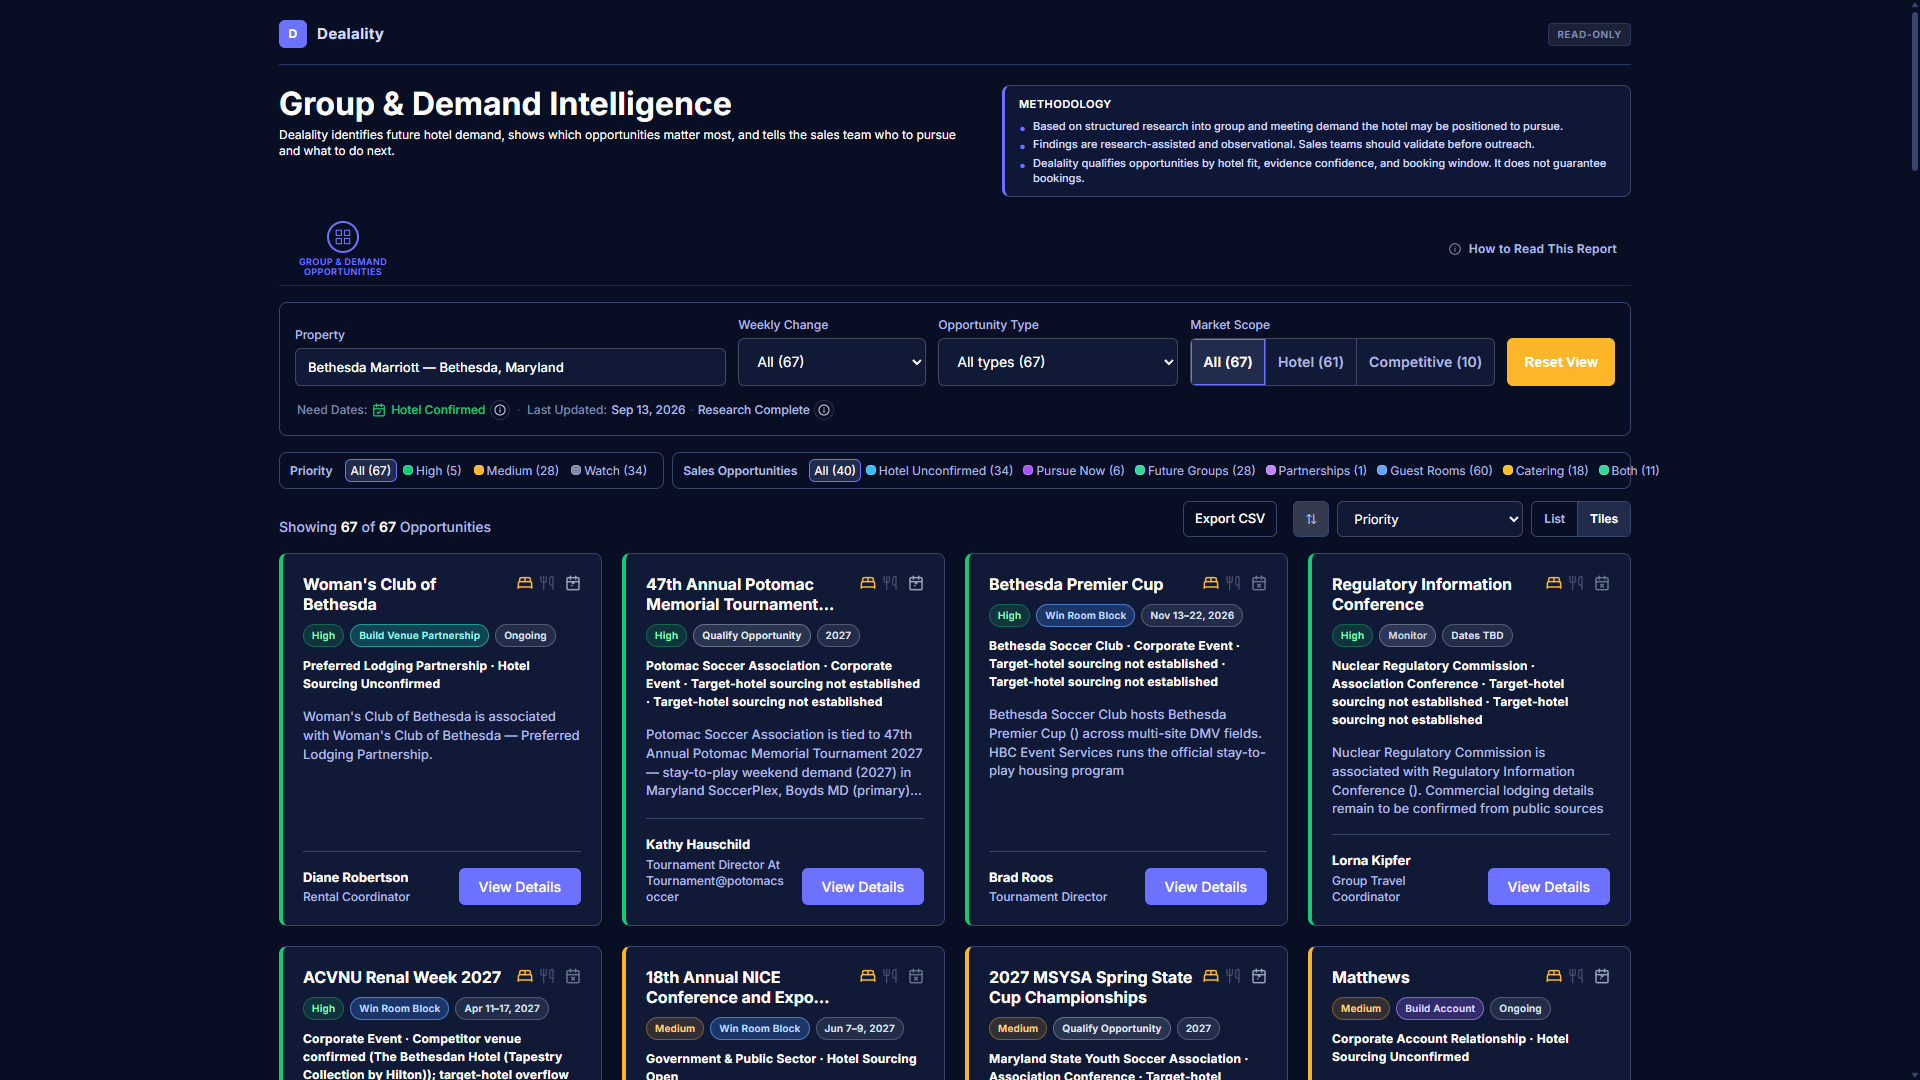 D Dealality
READ-ONLY
Group & Demand Intelligence
Dealality identifies future hotel demand, shows which opportunities matter most, and tells the sales team who to pursue
and what to do next.
METHODOLOGY
Based on structured research into group and meeting demand the hotel may be positioned to pursue.
Findings are research-assisted and observational. Sales teams should validate before outreach.
Dealality qualifies opportunities by hotel fit, evidence confidence, and booking window. It does not guarantee
bookings.
GROUP & DEMAND
OPPORTUNITIES
How to Read This Report
Property
Bethesda Marriott — Bethesda, Maryland
Weekly Change
All (67)
Opportunity Type
All types (67)
Market Scope
All (67) Hotel (61) Competitive (10)
Reset View
Need Dates: Hotel Confirmed · Last Updated: Sep 13, 2026 · Research Complete
Priority All (67) High (5) Medium (28) Watch (34)
Sales Opportunities All (40) Hotel Unconfirmed (34) Pursue Now (6) Future Groups (28) Partnerships (1) Guest Rooms (60) Catering (18) Both (11)
Showing 67 of 67 Opportunities
Export CSV
Priority
List Tiles
Woman's Club of
Bethesda
High Build Venue Partnership Ongoing
Preferred Lodging Partnership · Hotel
Sourcing Unconfirmed
Woman's Club of Bethesda is associated
with Woman's Club of Bethesda — Preferred
Lodging Partnership.
Diane Robertson
Rental Coordinator
View Details
47th Annual Potomac
Memorial Tournament...
High Qualify Opportunity 2027
Potomac Soccer Association · Corporate
Event · Target-hotel sourcing not established
· Target-hotel sourcing not established
Potomac Soccer Association is tied to 47th
Annual Potomac Memorial Tournament 2027
— stay-to-play weekend demand (2027) in
Maryland SoccerPlex, Boyds MD (primary)...
Kathy Hauschild
Tournament Director At
Tournament@potomacs
occer
View Details
Bethesda Premier Cup
High Win Room Block Nov 13–22, 2026
Bethesda Soccer Club · Corporate Event ·
Target-hotel sourcing not established ·
Target-hotel sourcing not established
Bethesda Soccer Club hosts Bethesda
Premier Cup () across multi-site DMV fields.
HBC Event Services runs the official stay-to-
play housing program
Brad Roos
Tournament Director
View Details
Regulatory Information
Conference
High Monitor Dates TBD
Nuclear Regulatory Commission ·
Association Conference · Target-hotel
sourcing not established · Target-hotel
sourcing not established
Nuclear Regulatory Commission is
associated with Regulatory Information
Conference (). Commercial lodging details
remain to be confirmed from public sources
Lorna Kipfer
Group Travel
Coordinator
View Details
ACVNU Renal Week 2027
High Win Room Block Apr 11–17, 2027
Corporate Event · Competitor venue
confirmed (The Bethesdan Hotel (Tapestry
Collection by Hilton)); target-hotel overflow
18th Annual NICE
Conference and Expo...
Medium Win Room Block Jun 7–9, 2027
Government & Public Sector · Hotel Sourcing
Open
2027 MSYSA Spring State
Cup Championships
Medium Qualify Opportunity 2027
Maryland State Youth Soccer Association ·
Association Conference · Target-hotel
Matthews
Medium Build Account Ongoing
Corporate Account Relationship · Hotel
Sourcing Unconfirmed